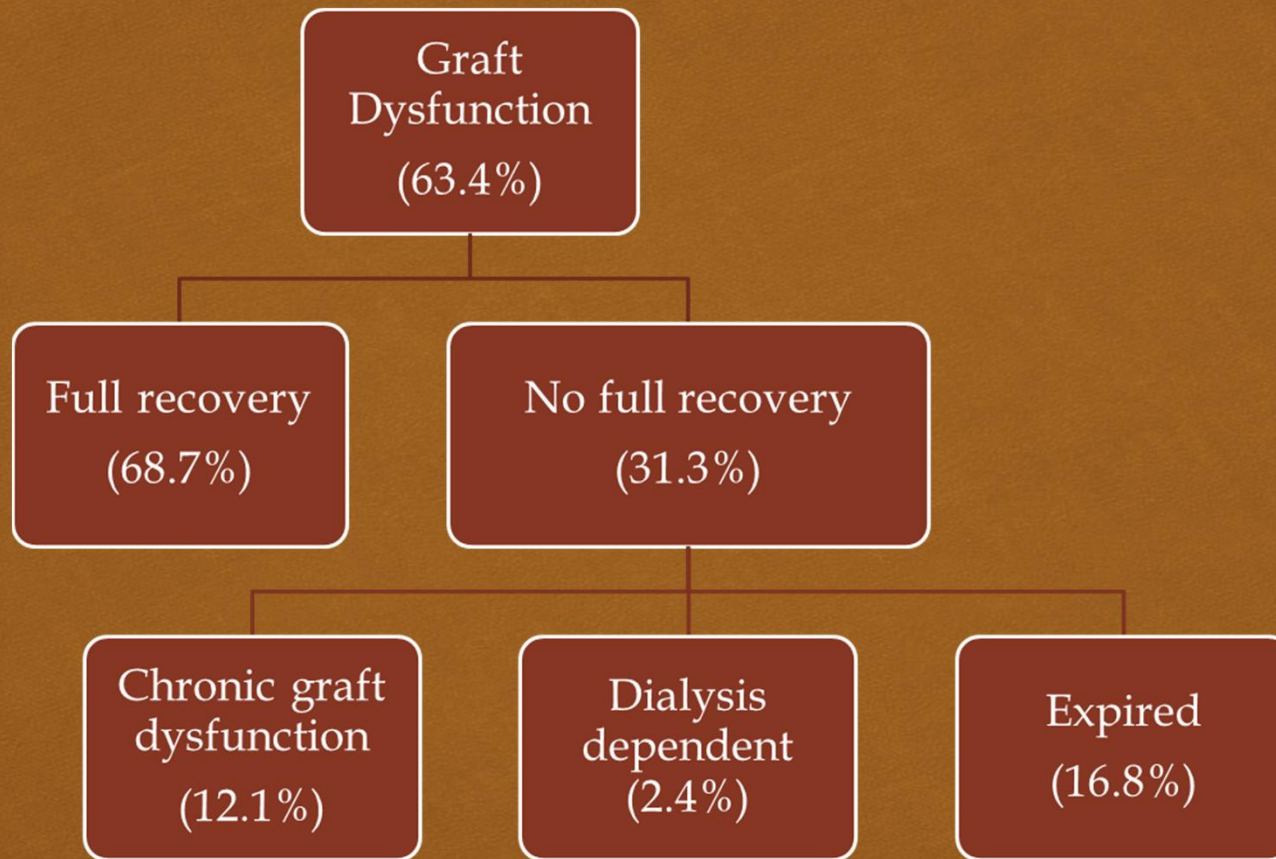 Graft
Dysfunction
(63.4%)
Full recovery
(68.7%)
No full recovery
(31.3%)
Chronic graft
dysfunction
(12.1%)
Dialysis
dependent
(2.4%)
Expired
(16.8%)